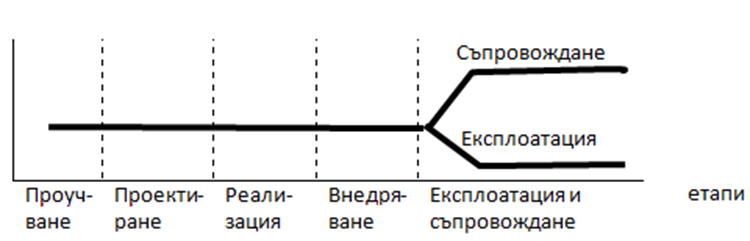 Съпровождане
Експлоатация
Проуч-
ване
Проекти-
ране
Реали-
зация
Внедря-
ване
Експлоатация и
съпровождане
етапи